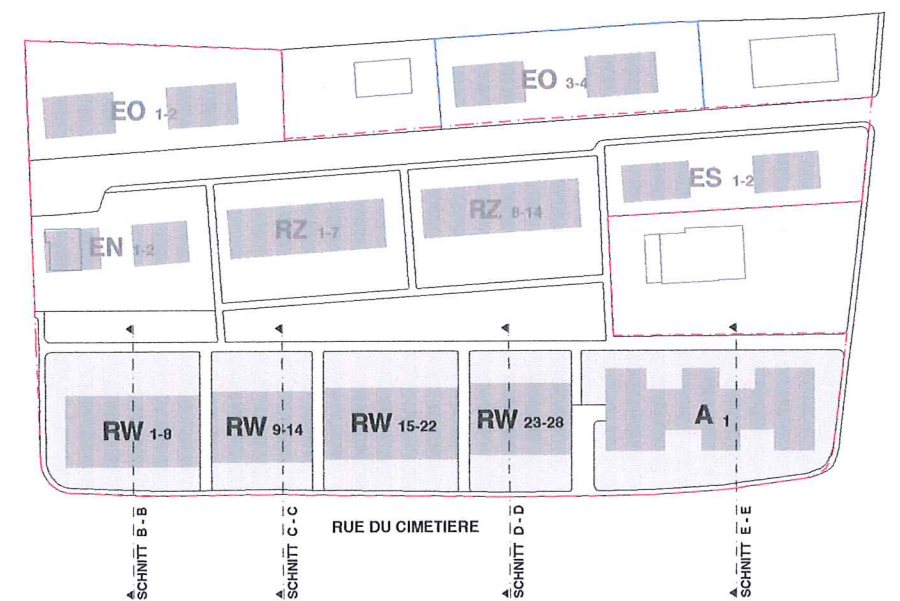 EO 1-2
EO 3-4
ES 1-2
EN 1-2
RZ 1-7
RZ 8-14
RW 1-8
RW 9-14
RW 15-22
RW 23-28
A 1
RUE DU CIMETIERE
SCHNITT B - B
SCHNITT C - C
SCHNITT D - D
SCHNITT E - E